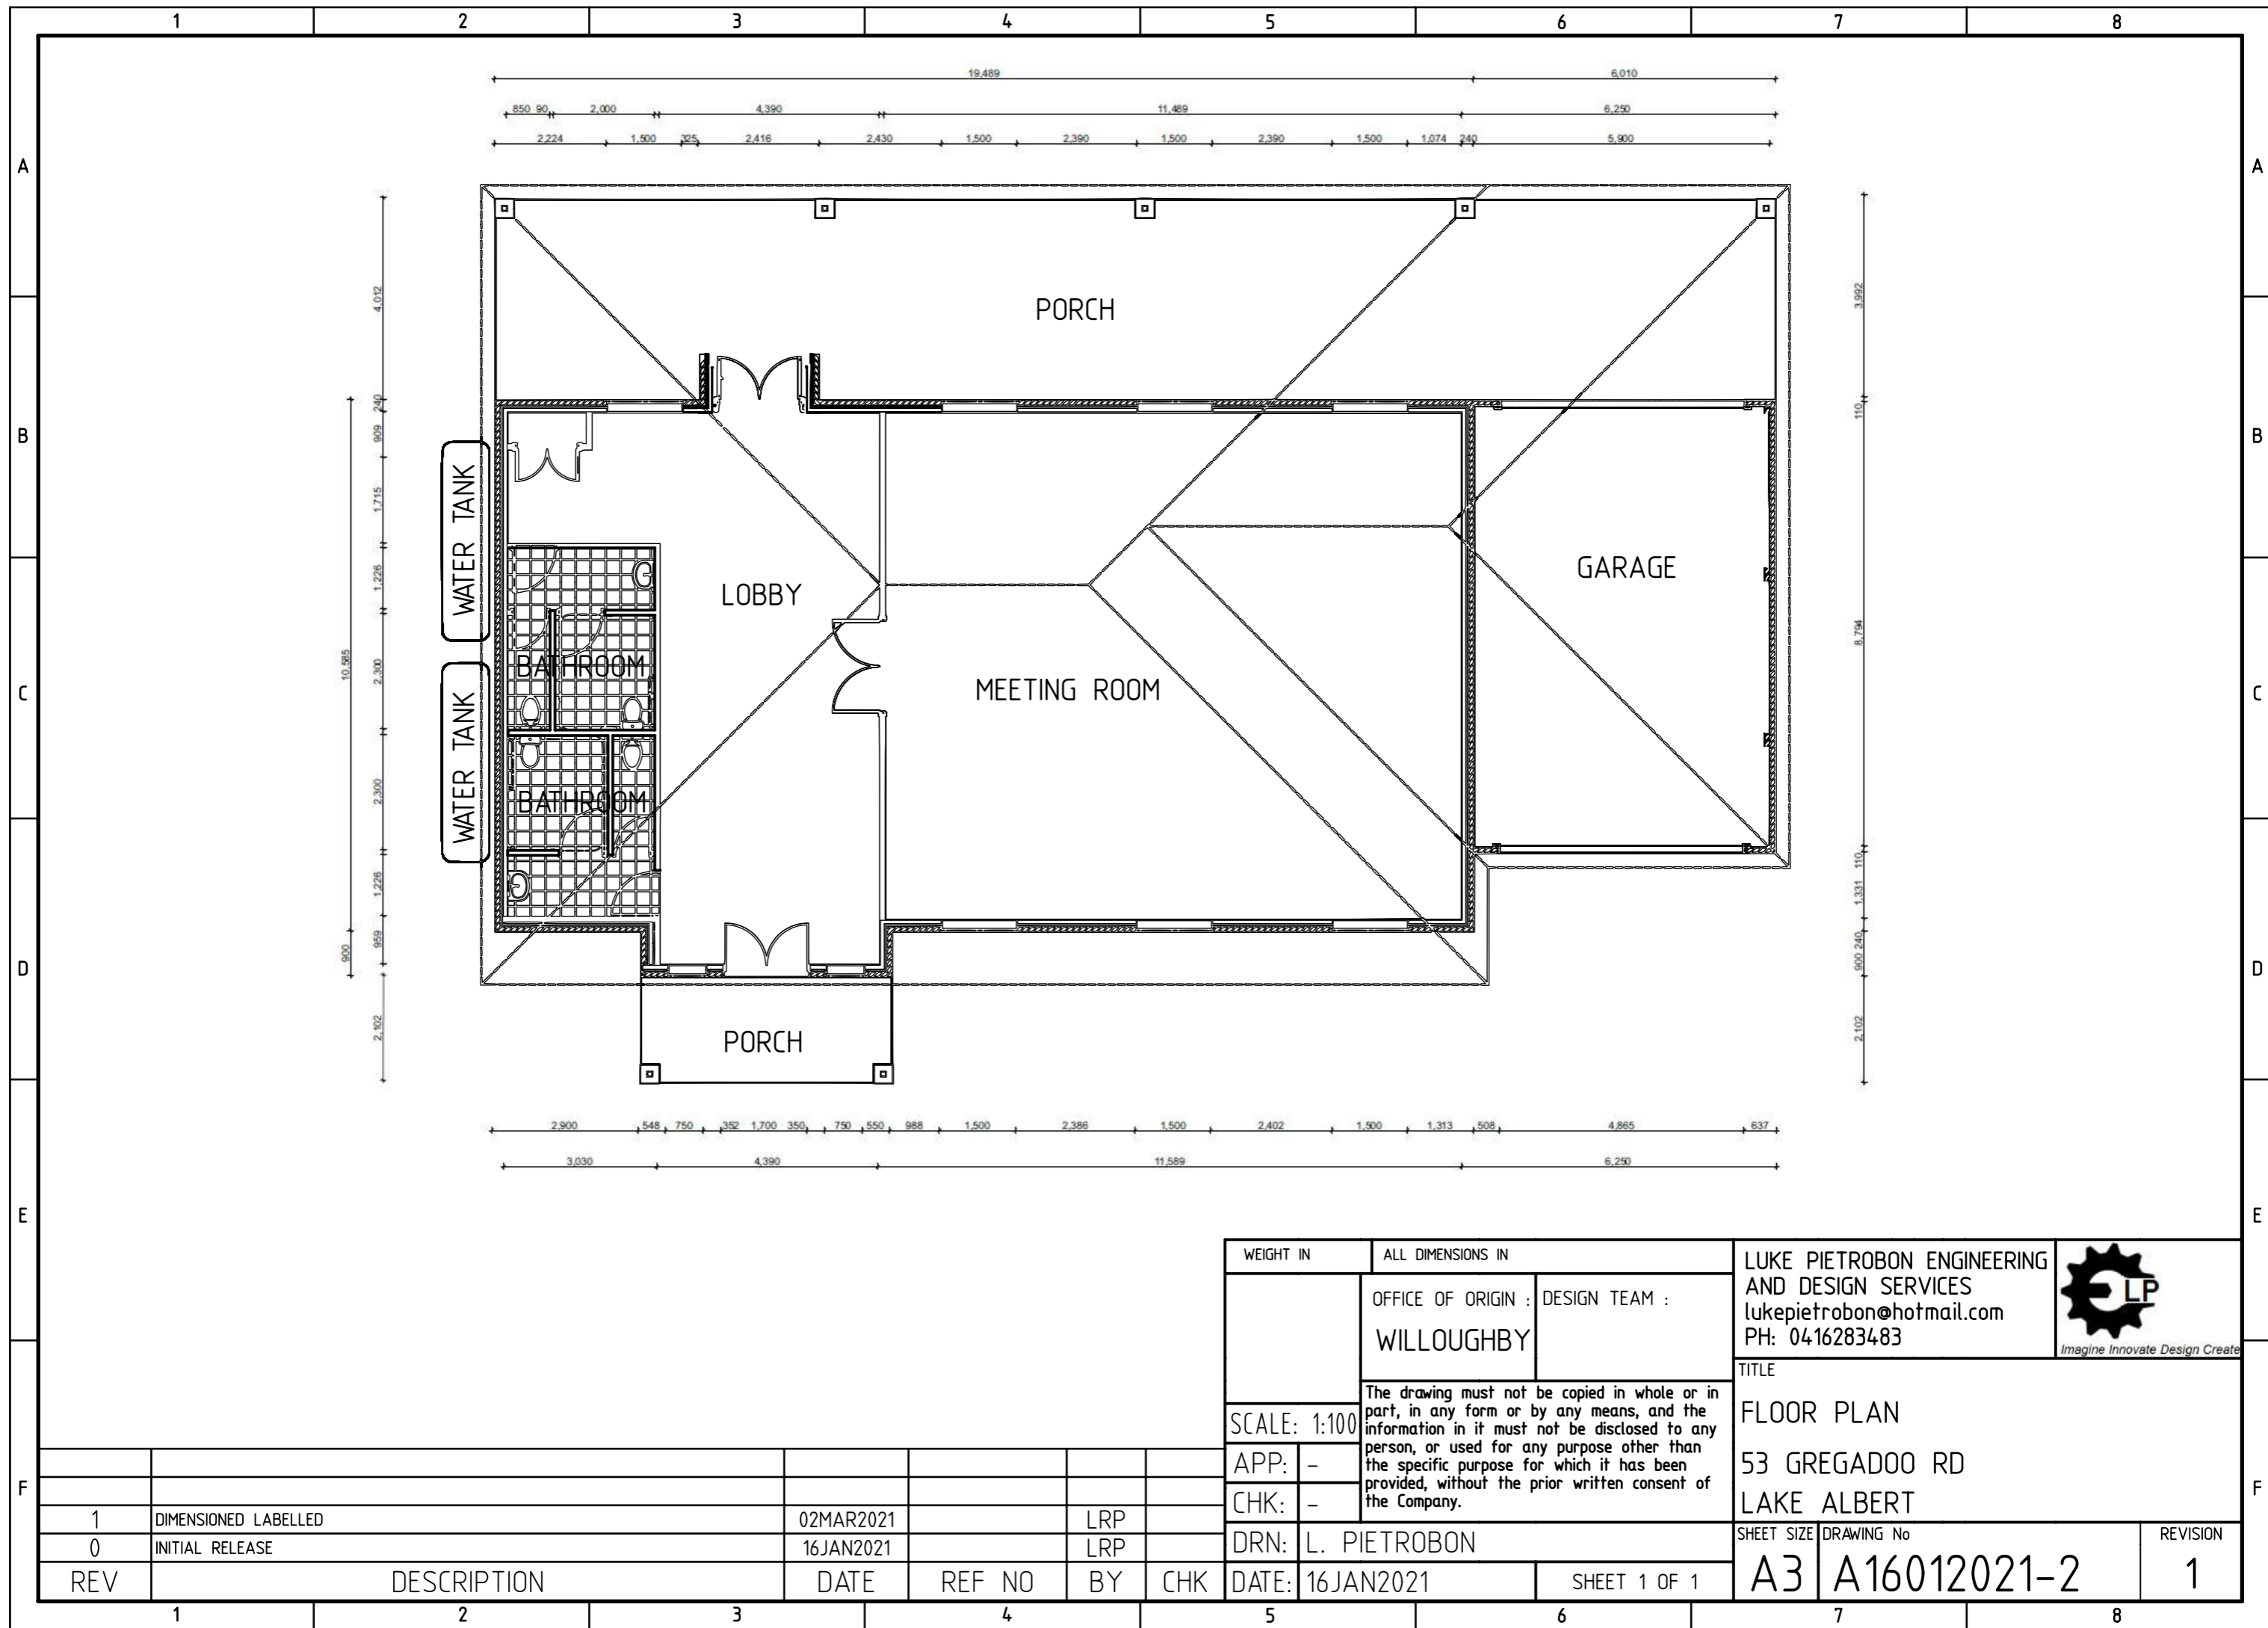 1 2 3 4 5 6 7 8
19,489 6,010
850 90 2,000 4,390 11,489 6,250
2,224 1,500 325 2,416 2,430 1,500 2,390 1,500 2,390 1,500 1,074 240 5,900
A A
B B
C C
D D
E E
F F
4,012
240
909
1,715
1,226
2,300
2,300
1,226
959
2,102
10,585
900
3,992
110
8,794
110
1,331
240
900
2,102
PORCH
WATER TANK
WATER TANK
LOBBY
GARAGE
BATHROOM
MEETING ROOM
BATHROOM
PORCH
2,900 548 750 352 1,700 350 750 550 988 1,500 2,386 1,500 2,402 1,500 1,313 508 4,865 637
3,030 4,390 11,589 6,250
WEIGHT IN
ALL DIMENSIONS IN
OFFICE OF ORIGIN :
WILLOUGHBY
DESIGN TEAM :
LUKE PIETROBON ENGINEERING
AND DESIGN SERVICES
lukepietrobon@hotmail.com
PH: 0416283483
LP
Imagine Innovate Design Create
The drawing must not be copied in whole or in
part, in any form or by any means, and the
information in it must not be disclosed to any
person, or used for any purpose other than
the specific purpose for which it has been
provided, without the prior written consent of
the Company.
SCALE: 1:100
APP: -
CHK: -
DRN: L. PIETROBON
DATE: 16JAN2021
SHEET 1 OF 1
TITLE
FLOOR PLAN
53 GREGADOO RD
LAKE ALBERT
SHEET SIZE
A3
DRAWING No
A16012021-2
REVISION
1
1 DIMENSIONED LABELLED 02MAR2021 LRP
0 INITIAL RELEASE 16JAN2021 LRP
REV DESCRIPTION DATE REF NO BY CHK
1 2 3 4 5 6 7 8